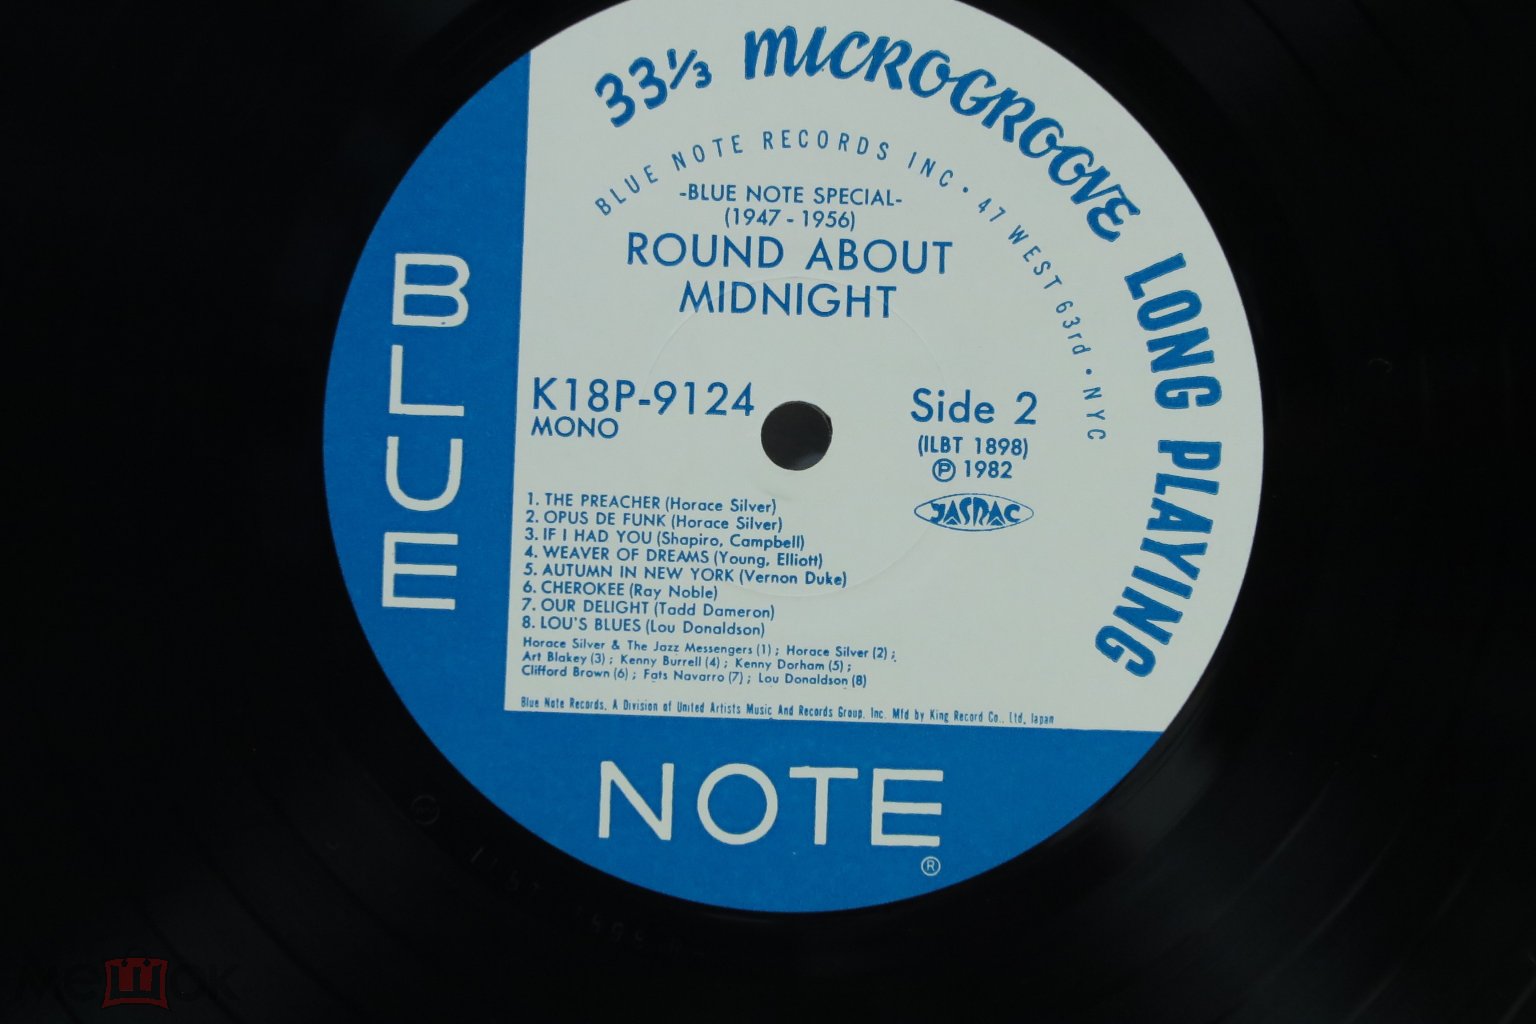 33⅓ MICROGROOVE LONG PLAYING
BLUE NOTE RECORDS INC • 47 WEST 63rd • NYC
-BLUE NOTE SPECIAL-
(1947 - 1956)
ROUND ABOUT
MIDNIGHT
K18P-9124
MONO
Side 2
(ILBT 1898)
Ⓟ 1982
JASRAC
1. THE PREACHER (Horace Silver)
2. OPUS DE FUNK (Horace Silver)
3. IF I HAD YOU (Shapiro, Campbell)
4. WEAVER OF DREAMS (Young, Elliott)
5. AUTUMN IN NEW YORK (Vernon Duke)
6. CHEROKEE (Ray Noble)
7. OUR DELIGHT (Tadd Dameron)
8. LOU'S BLUES (Lou Donaldson)
Horace Silver & The Jazz Messengers (1) ; Horace Silver (2) ;
Art Blakey (3) ; Kenny Burrell (4) ; Kenny Dorham (5) ;
Clifford Brown (6) ; Fats Navarro (7) ; Lou Donaldson (8)
Blue Note Records, A Division of United Artists Music And Records Group, Inc. Mfd by King Record Co., Ltd, Japan
BLUE
NOTE
®
мешок